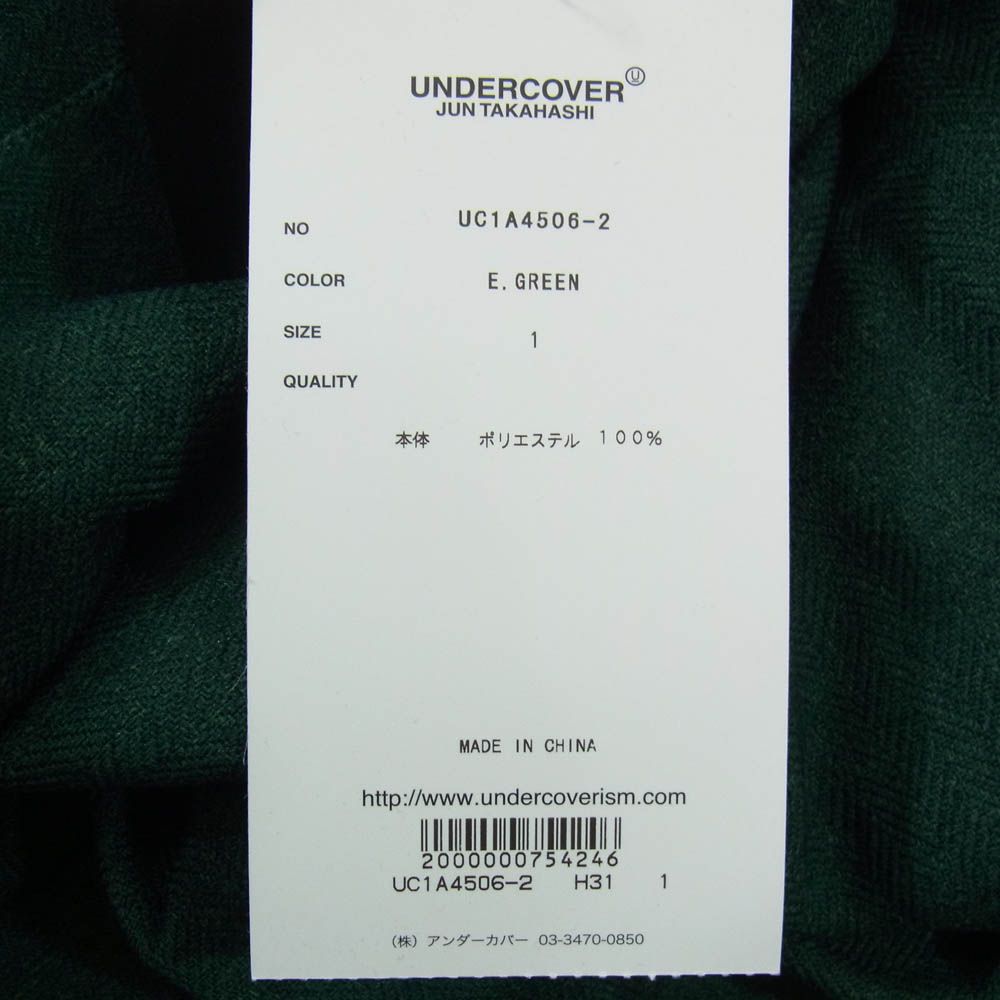 UNDERCOVER Ⓤ
JUN TAKAHASHI
NO UC1A4506-2
COLOR E. GREEN
SIZE 1
QUALITY
本体 ポリエステル 100%
MADE IN CHINA
http://www.undercoverism.com
2000000754246
UC1A4506-2 H31 1
(株) アンダーカバー 03-3470-0850